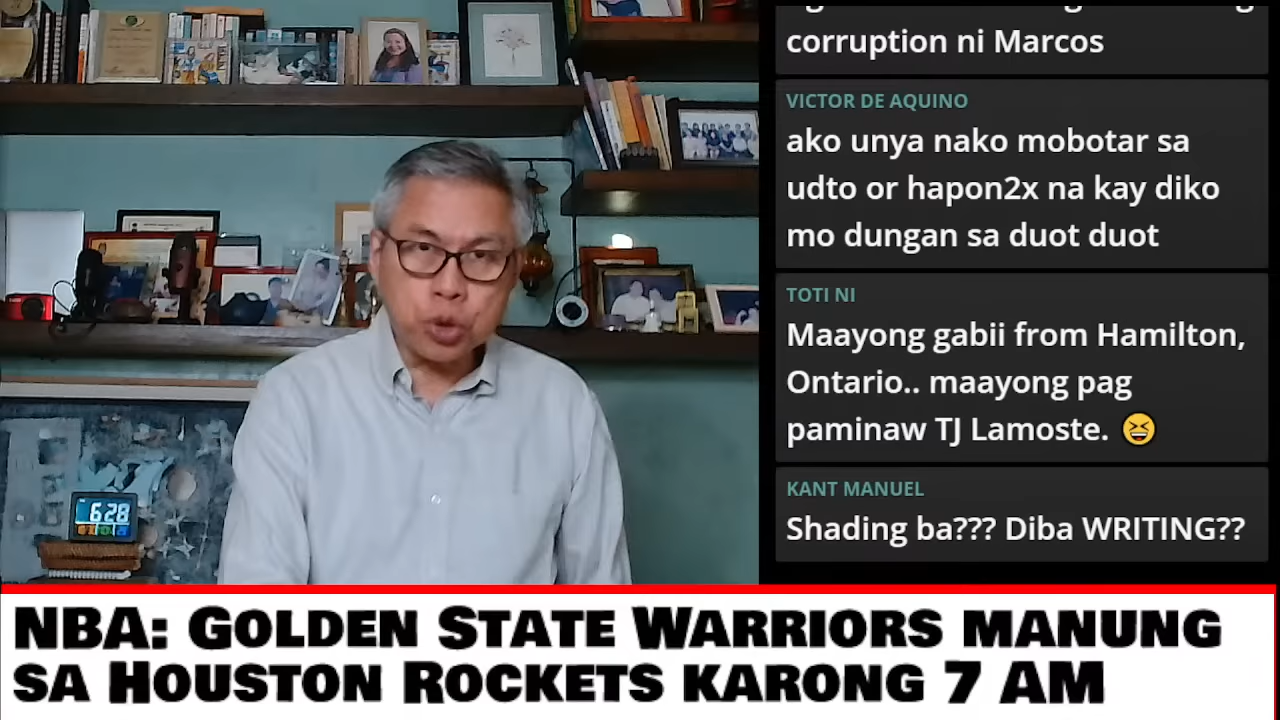 corruption ni Marcos
VICTOR DE AQUINO
ako unya nako mobotar sa
udto or hapon2x na kay diko
mo dungan sa duot duot
TOTI NI
Maayong gabii from Hamilton,
Ontario.. maayong pag
paminaw TJ Lamoste. 😆
KANT MANUEL
Shading ba??? Diba WRITING??
6:28
NBA: GOLDEN STATE WARRIORS MANUNG
SA HOUSTON ROCKETS KARONG 7 AM